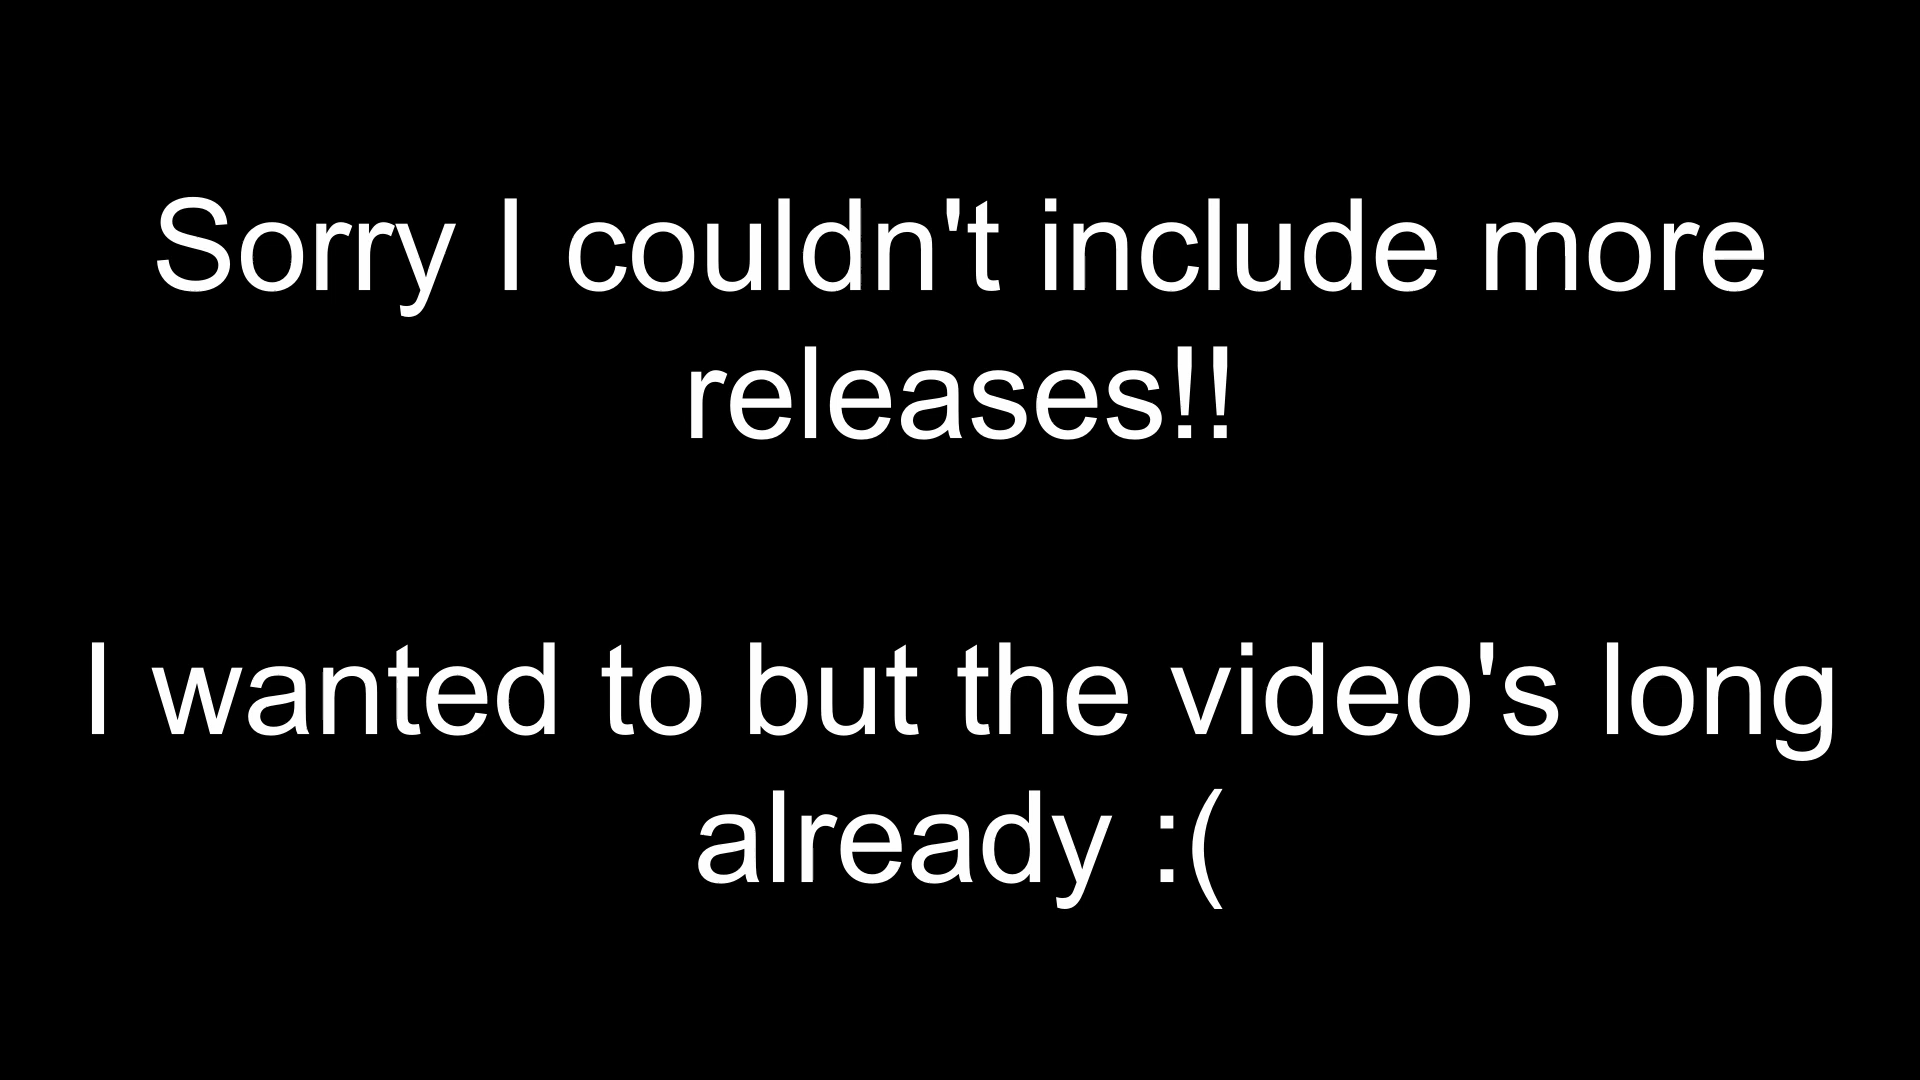 Sorry I couldn't include more
releases!!
I wanted to but the video's long
already :(